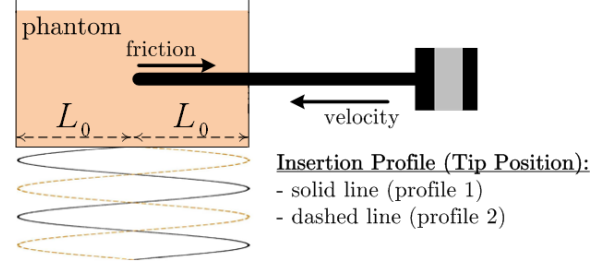 phantom
friction
L₀ L₀
velocity
Insertion Profile (Tip Position):
- solid line (profile 1)
- dashed line (profile 2)